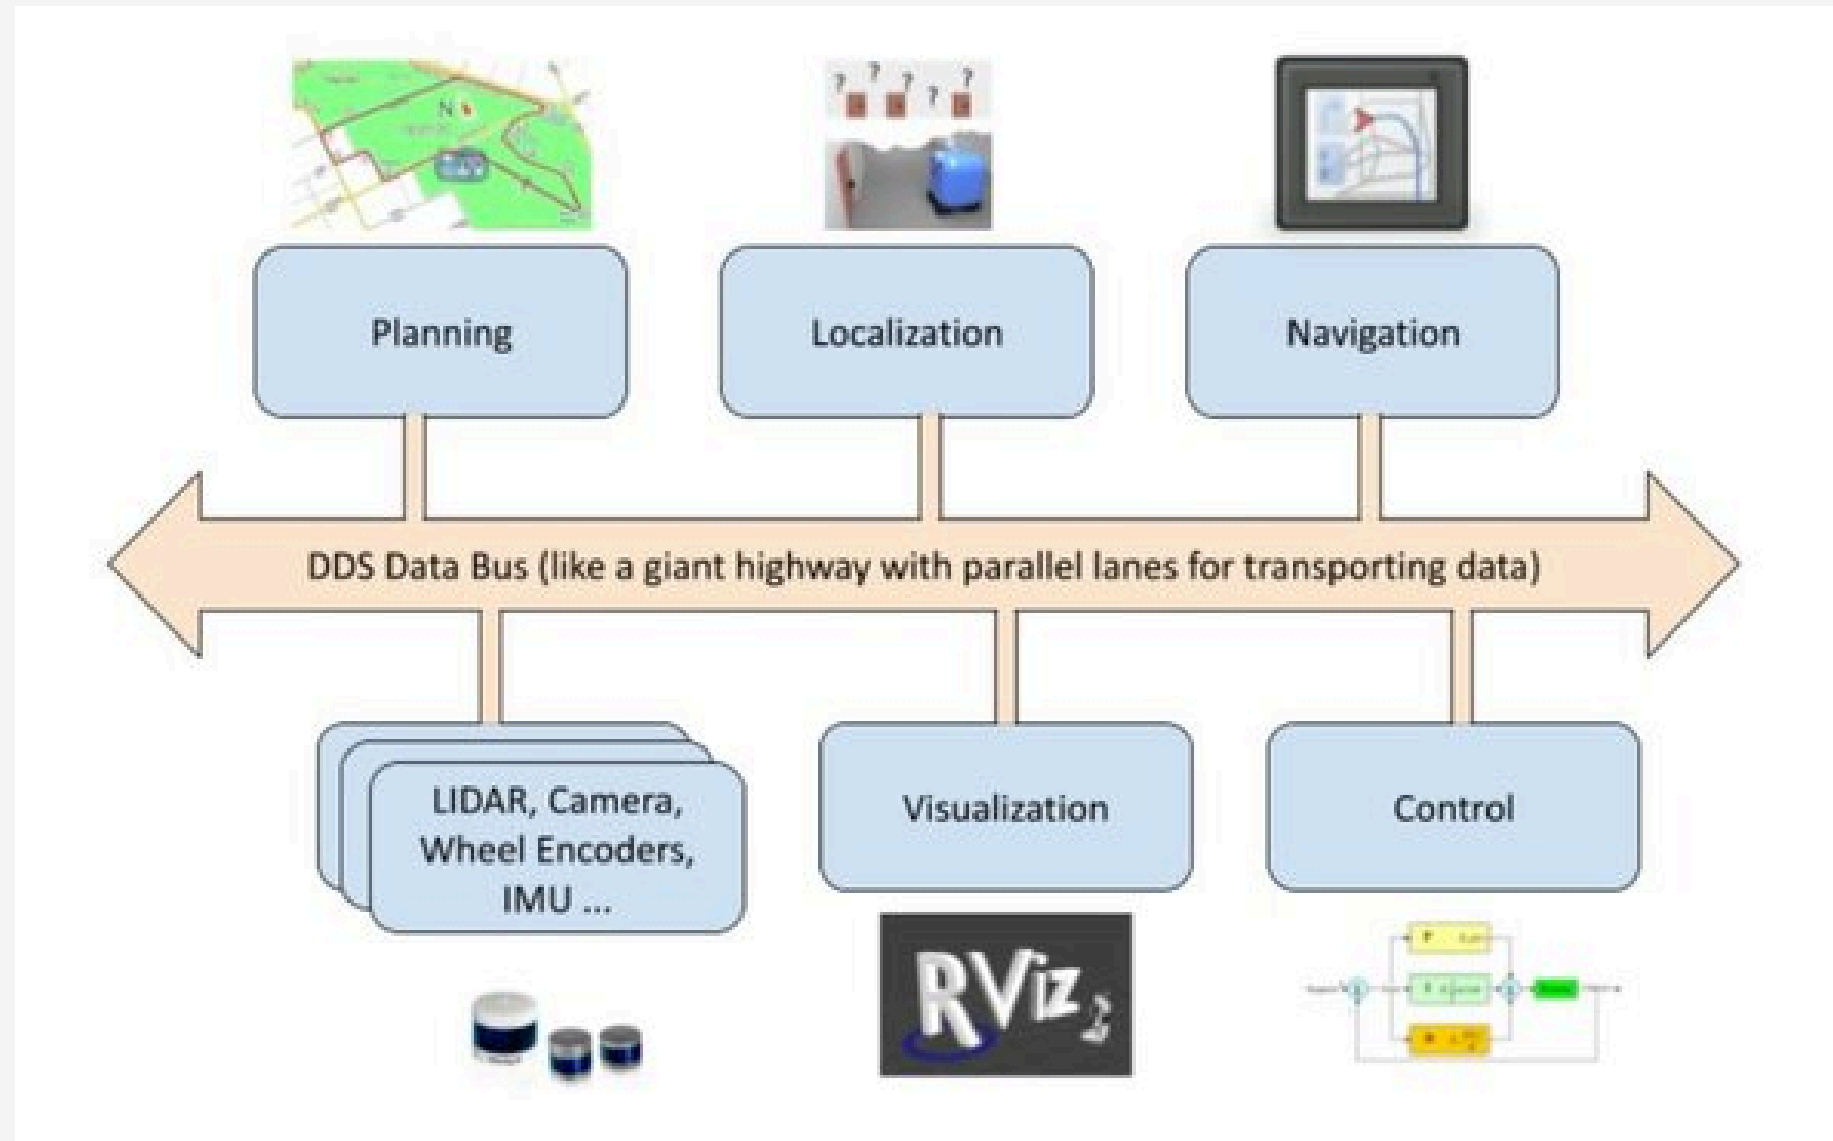 N
? ? ? ? ?
Planning
Localization
Navigation
DDS Data Bus (like a giant highway with parallel lanes for transporting data)
LIDAR, Camera,
Wheel Encoders,
IMU ...
Visualization
Control
RViz